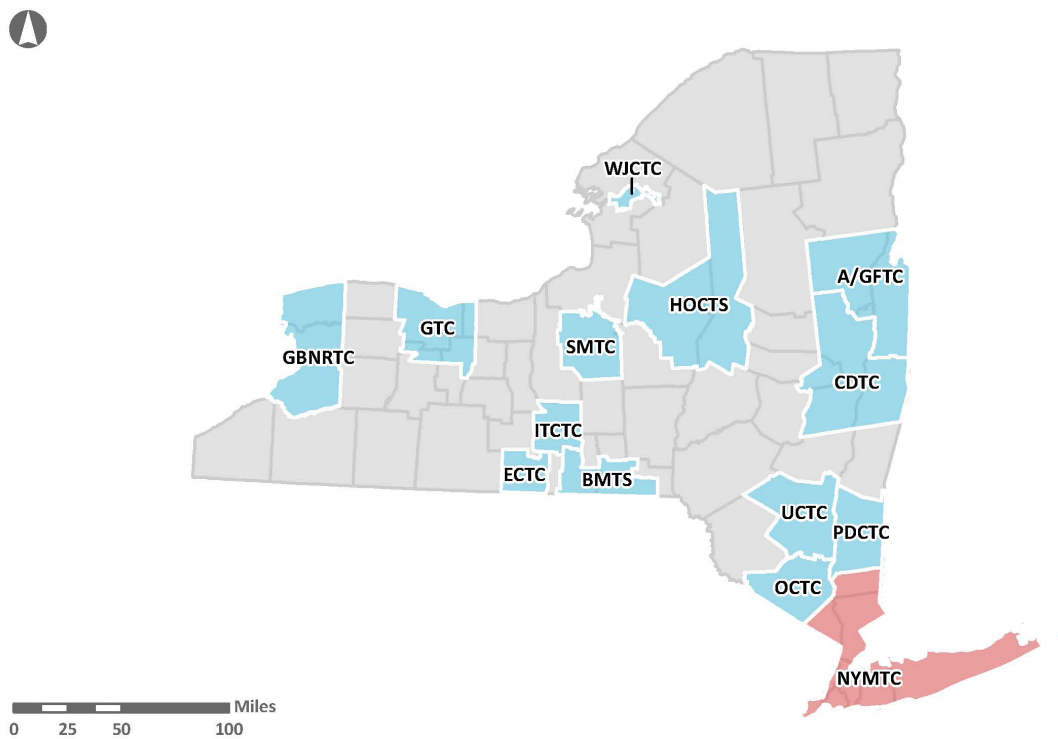 WJCTC
A/GFTC
HOCTS
GTC
SMTC
GBNRTC
CDTC
ITCTC
ECTC
BMTS
UCTC
PDCTC
OCTC
NYMTC
Miles
0 25 50 100